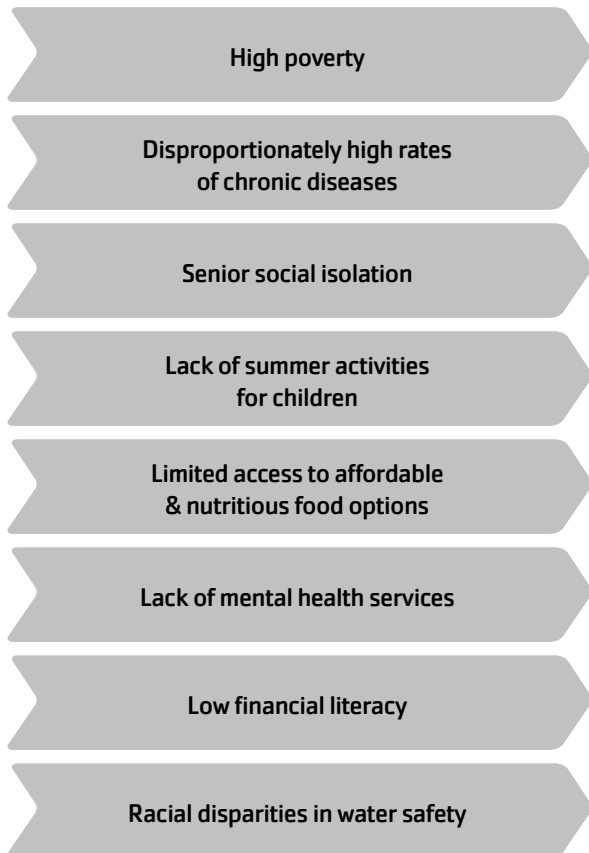 High poverty
Disproportionately high rates
of chronic diseases
Senior social isolation
Lack of summer activities
for children
Limited access to affordable
& nutritious food options
Lack of mental health services
Low financial literacy
Racial disparities in water safety